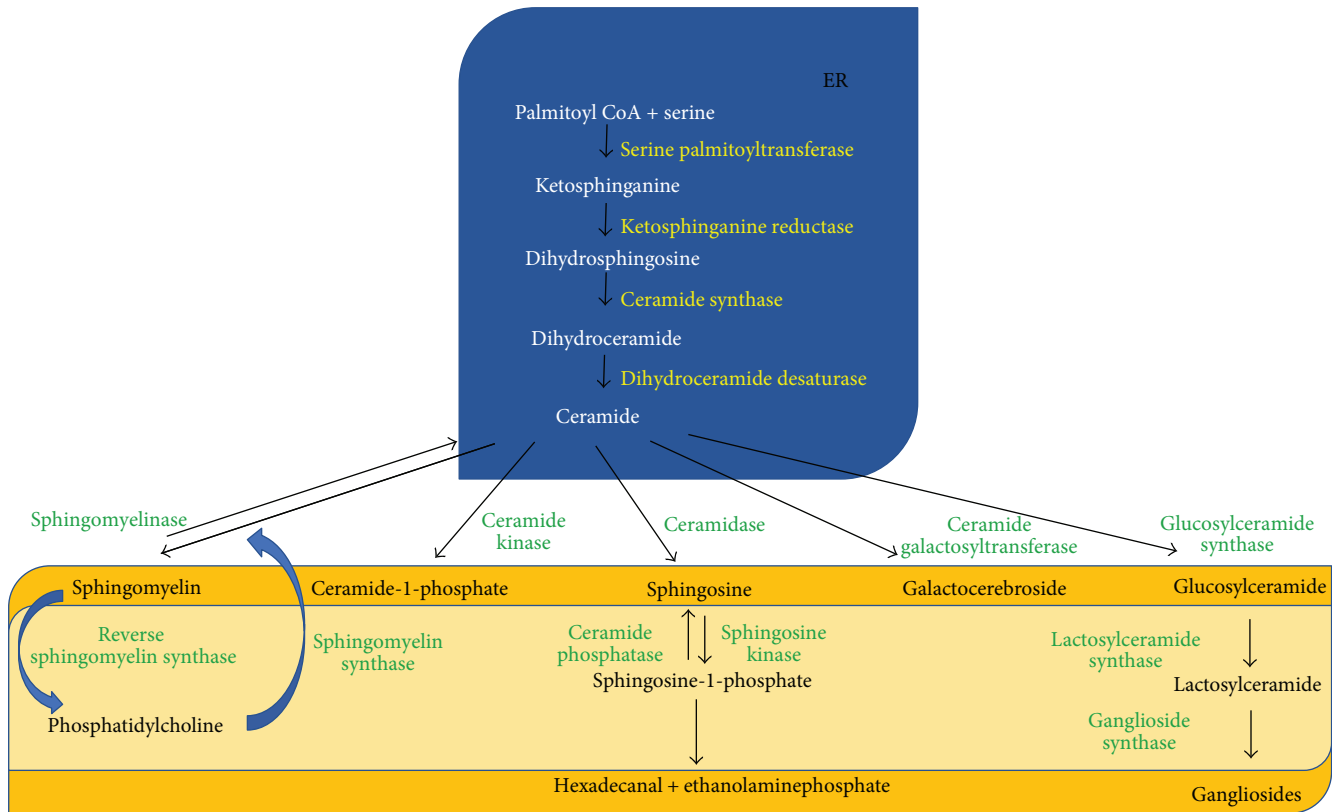 ER
Palmitoyl CoA + serine
Serine palmitoyltransferase
Ketosphinganine
Ketosphinganine reductase
Dihydrosphingosine
Ceramide synthase
Dihydroceramide
Dihydroceramide desaturase
Ceramide
Sphingomyelinase
Ceramide
kinase
Ceramidase
Ceramide
galactosyltransferase
Glucosylceramide
synthase
Sphingomyelin
Ceramide-1-phosphate
Sphingosine
Galactocerebroside
Glucosylceramide
Reverse
sphingomyelin synthase
Sphingomyelin
synthase
Ceramide
phosphatase
Sphingosine
kinase
Lactosylceramide
synthase
Sphingosine-1-phosphate
Lactosylceramide
Phosphatidylcholine
Ganglioside
synthase
Hexadecanal + ethanolaminephosphate
Gangliosides